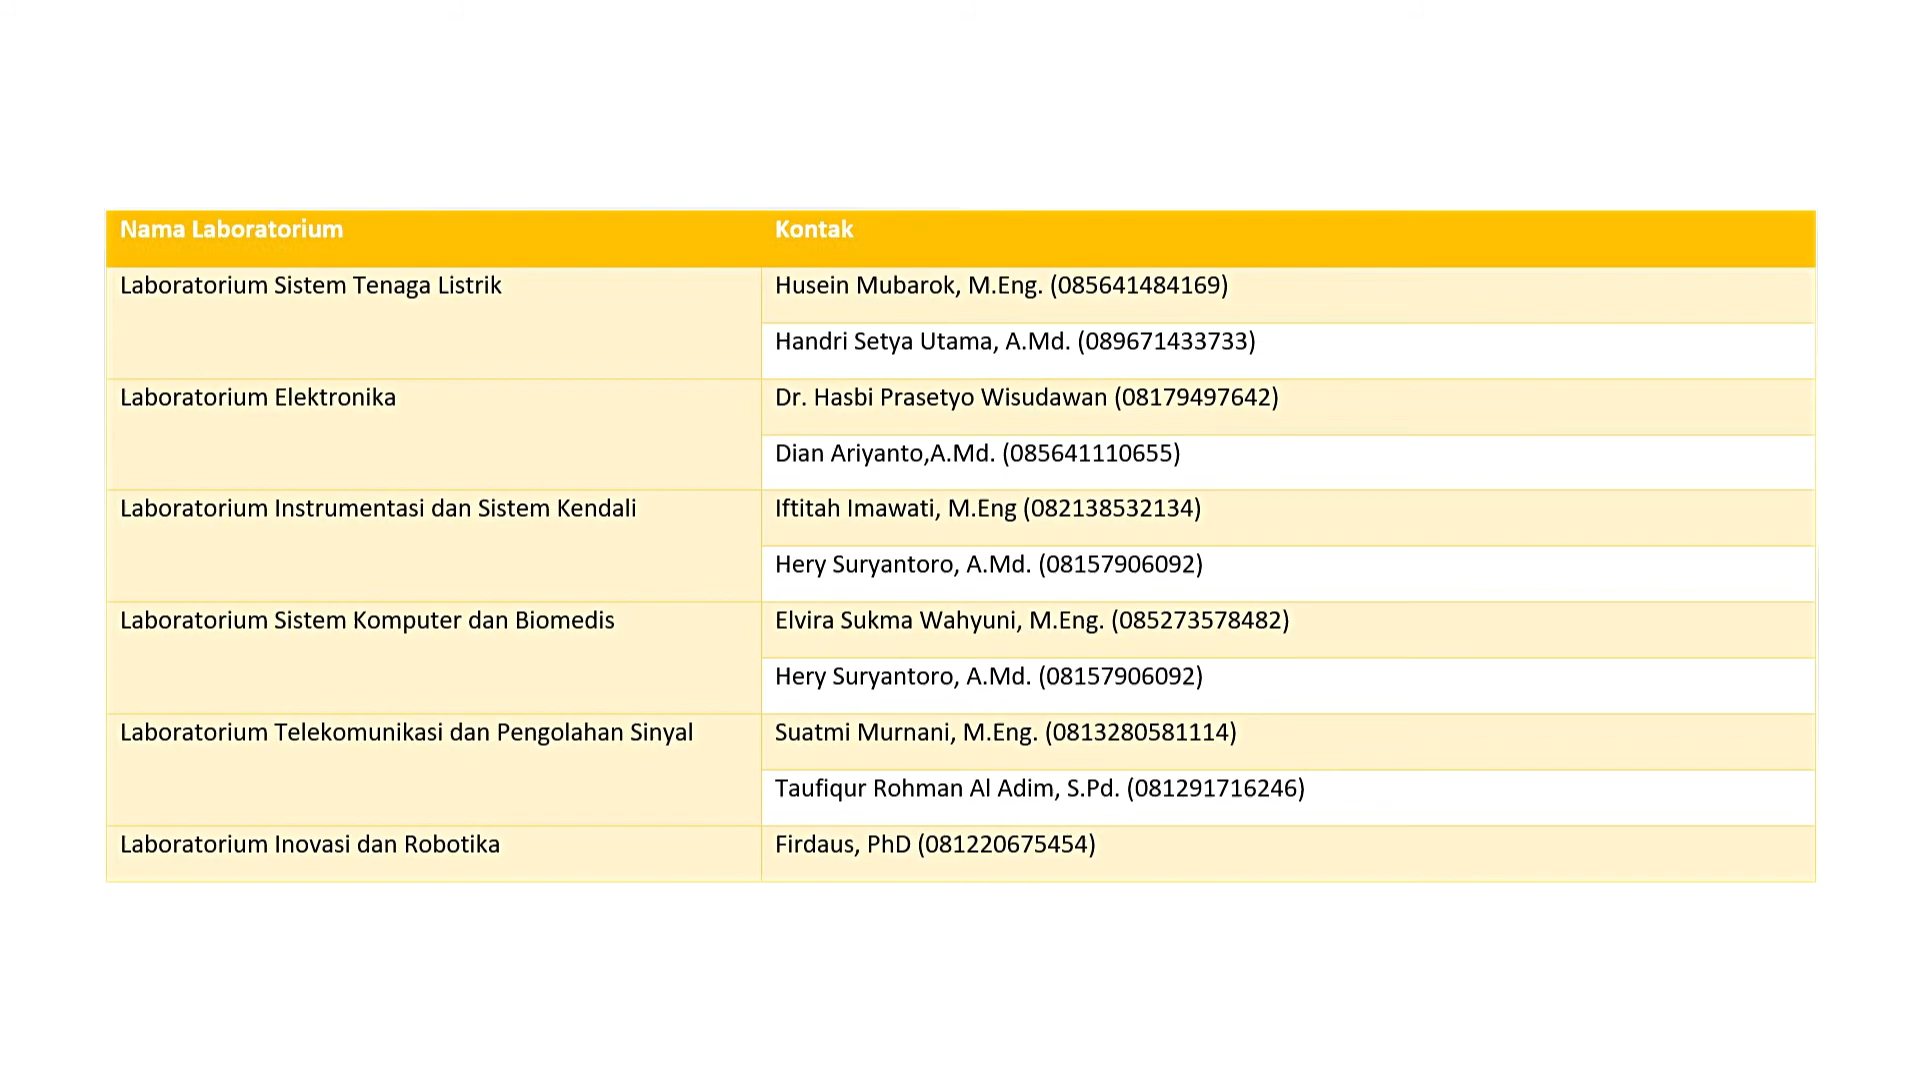 Nama Laboratorium
Kontak
Laboratorium Sistem Tenaga Listrik
Husein Mubarok, M.Eng. (085641484169)
Handri Setya Utama, A.Md. (089671433733)
Laboratorium Elektronika
Dr. Hasbi Prasetyo Wisudawan (08179497642)
Dian Ariyanto,A.Md. (085641110655)
Laboratorium Instrumentasi dan Sistem Kendali
Iftitah Imawati, M.Eng (082138532134)
Hery Suryantoro, A.Md. (08157906092)
Laboratorium Sistem Komputer dan Biomedis
Elvira Sukma Wahyuni, M.Eng. (085273578482)
Hery Suryantoro, A.Md. (08157906092)
Laboratorium Telekomunikasi dan Pengolahan Sinyal
Suatmi Murnani, M.Eng. (0813280581114)
Taufiqur Rohman Al Adim, S.Pd. (081291716246)
Laboratorium Inovasi dan Robotika
Firdaus, PhD (081220675454)